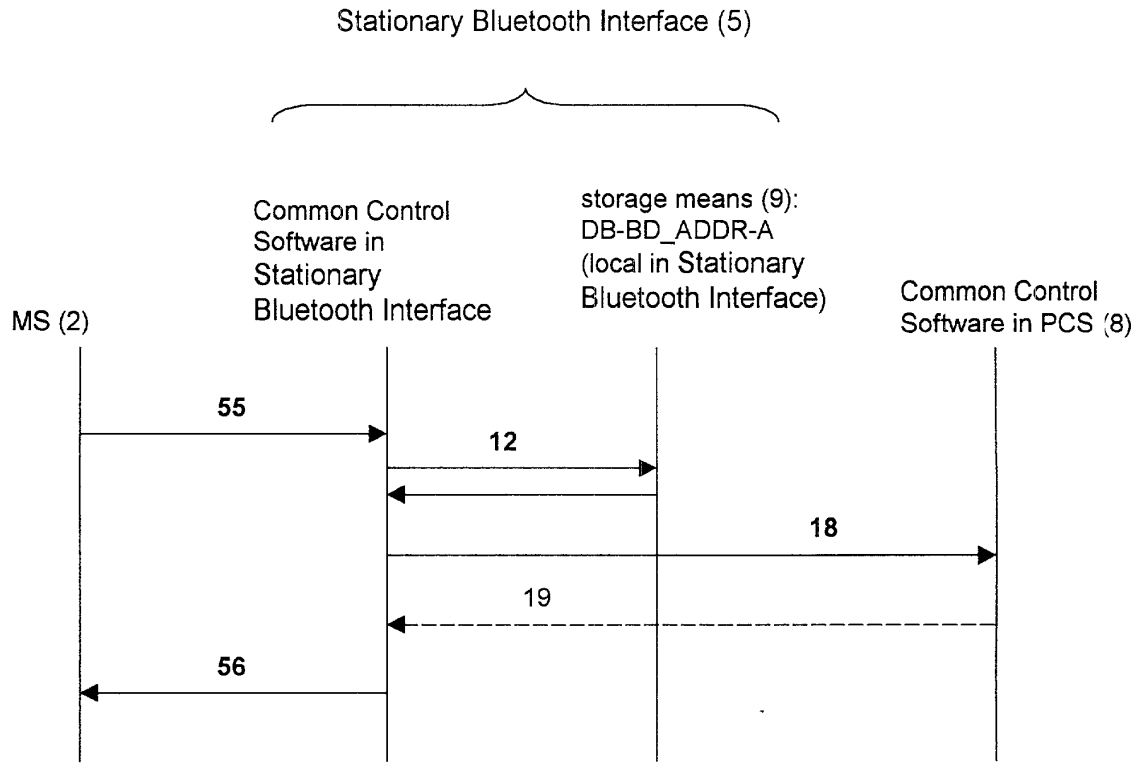 Stationary Bluetooth Interface (5)
Common Control
Software in
Stationary
Bluetooth Interface
storage means (9):
DB-BD_ADDR-A
(local in Stationary
Bluetooth Interface)
Common Control
Software in PCS (8)
MS (2)
55
12
18
19
56